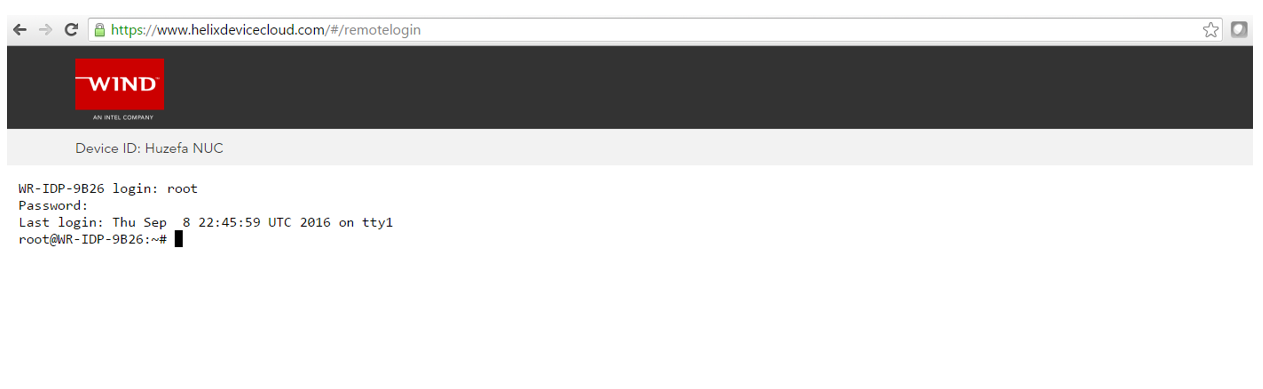 https://www.helixdevicecloud.com/#/remotelogin
WIND
AN INTEL COMPANY
Device ID: Huzefa NUC
WR-IDP-9B26 login: root
Password:
Last login: Thu Sep  8 22:45:59 UTC 2016 on tty1
root@WR-IDP-9B26:~#